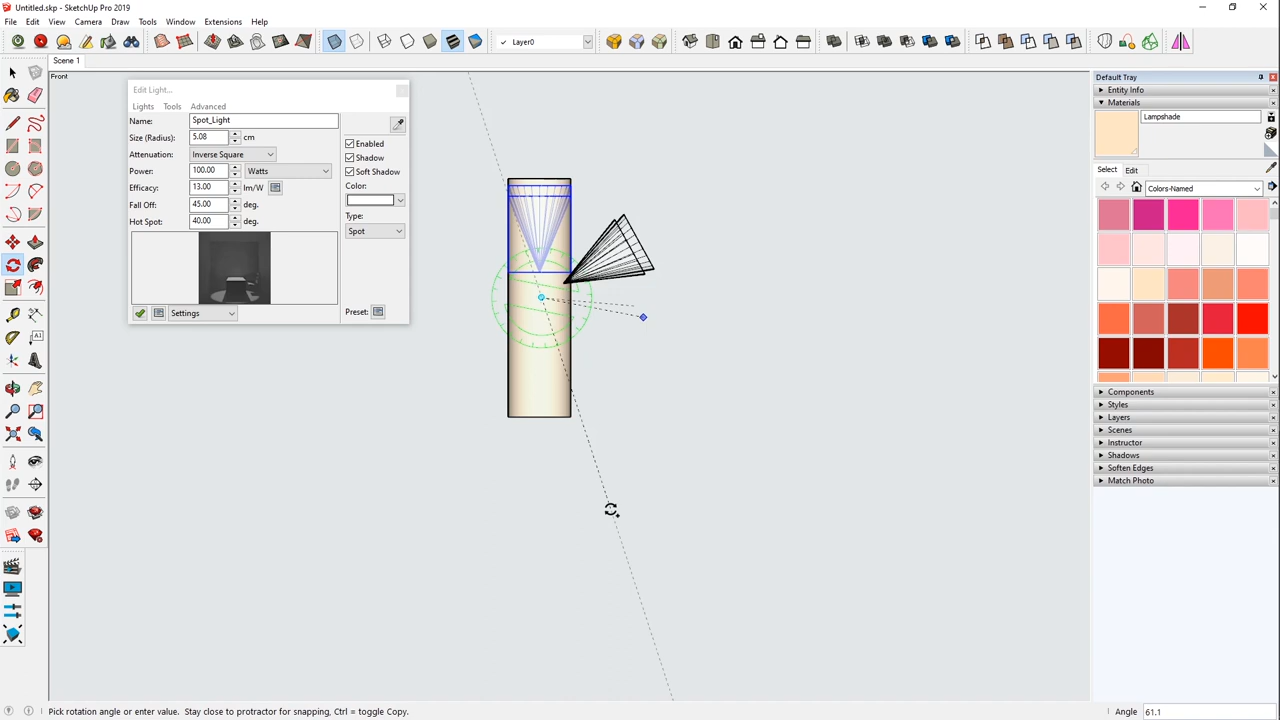 Untitled.skp - SketchUp Pro 2019
File Edit View Camera Draw Tools Window Extensions Help
Layer0
Scene 1
Front
Edit Light...
Lights Tools Advanced
Name: Spot_Light
Size (Radius): 5.08 cm
Attenuation: Inverse Square
Power: 100.00 Watts
Efficacy: 13.00 lm/W
Fall Off: 45.00 deg.
Hot Spot: 40.00 deg.
Settings
Enabled
Shadow
Soft Shadow
Color:
Type:
Spot
Preset:
Default Tray
Entity Info
Materials
Lampshade
Select Edit
Colors-Named
Components
Styles
Layers
Scenes
Instructor
Shadows
Soften Edges
Match Photo
Pick rotation angle or enter value. Stay close to protractor for snapping, Ctrl = toggle Copy.
Angle 61.1